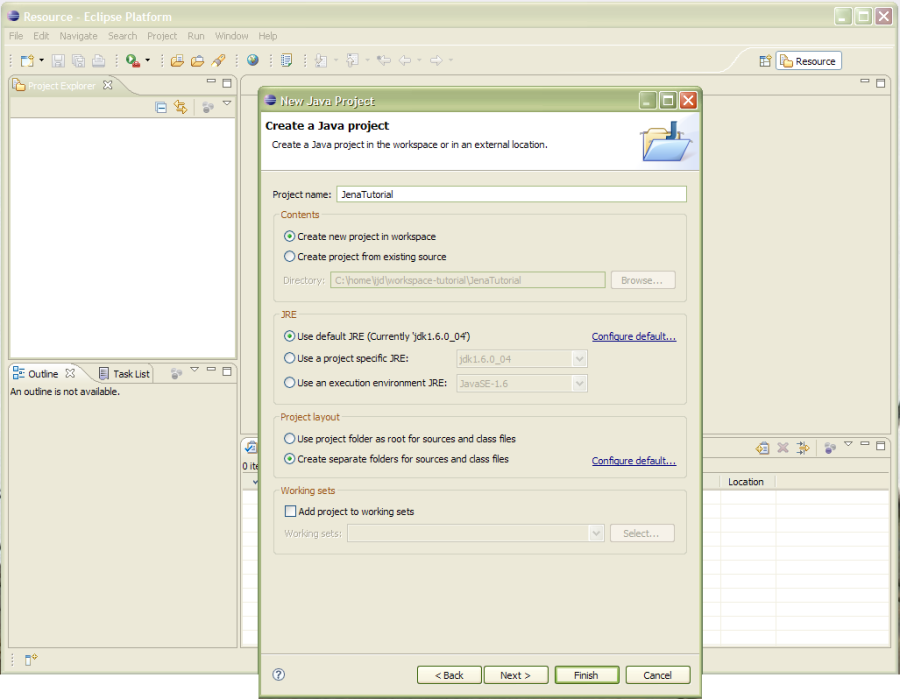 Resource - Eclipse Platform
File Edit Navigate Search Project Run Window Help
Resource
Project Explorer
New Java Project
Create a Java project
Create a Java project in the workspace or in an external location.
Project name: JenaTutorial
Contents
Create new project in workspace
Create project from existing source
Directory: C:\home\ijd\workspace-tutorial\JenaTutorial Browse...
JRE
Use default JRE (Currently 'jdk1.6.0_04') Configure default...
Use a project specific JRE: jdk1.6.0_04
Use an execution environment JRE: JavaSE-1.6
Project layout
Use project folder as root for sources and class files
Create separate folders for sources and class files Configure default...
Working sets
Add project to working sets
Working sets: Select...
< Back Next > Finish Cancel
Outline Task List
An outline is not available.
Location